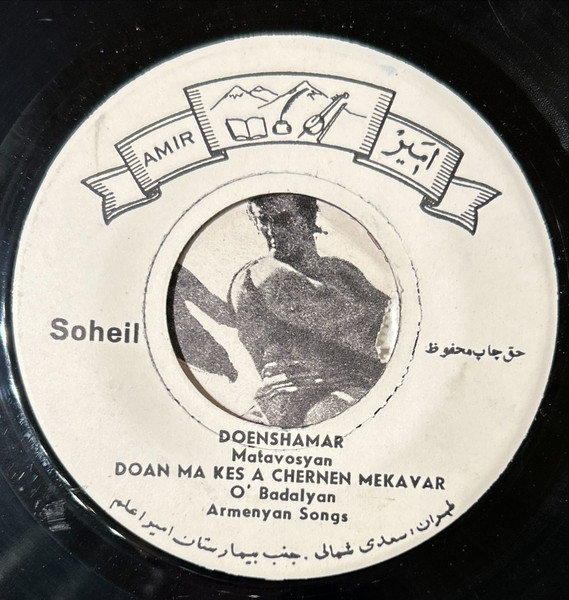 AMIR
امیر
Soheil
حق چاپ محفوظ
DOENSHAMAR
Matavosyan
DOAN MA KES A CHERNEN MEKAVAR
O' Badalyan
Armenyan Songs
طهران، سعدی شمالی . جنب بیمارستان امیراعلم